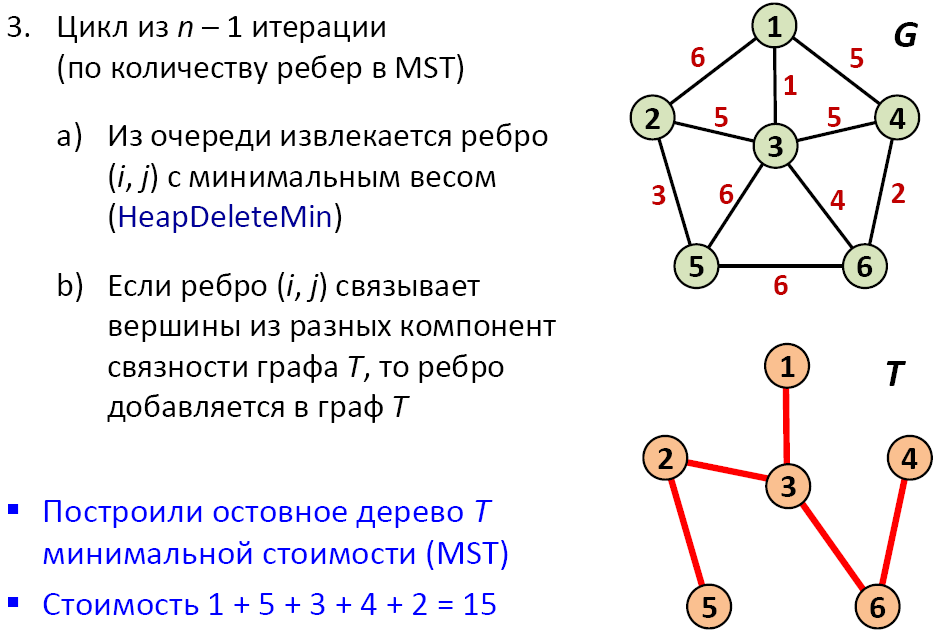 3. Цикл из n – 1 итерации
(по количеству ребер в MST)
a) Из очереди извлекается ребро
(i, j) с минимальным весом
(HeapDeleteMin)
b) Если ребро (i, j) связывает
вершины из разных компонент
связности графа T, то ребро
добавляется в граф T
▪ Построили остовное дерево T
минимальной стоимости (MST)
▪ Стоимость 1 + 5 + 3 + 4 + 2 = 15
G
1
6
5
1
2
5
5
4
3
3
6
4
2
5
6
6
T
1
2
4
3
5
6